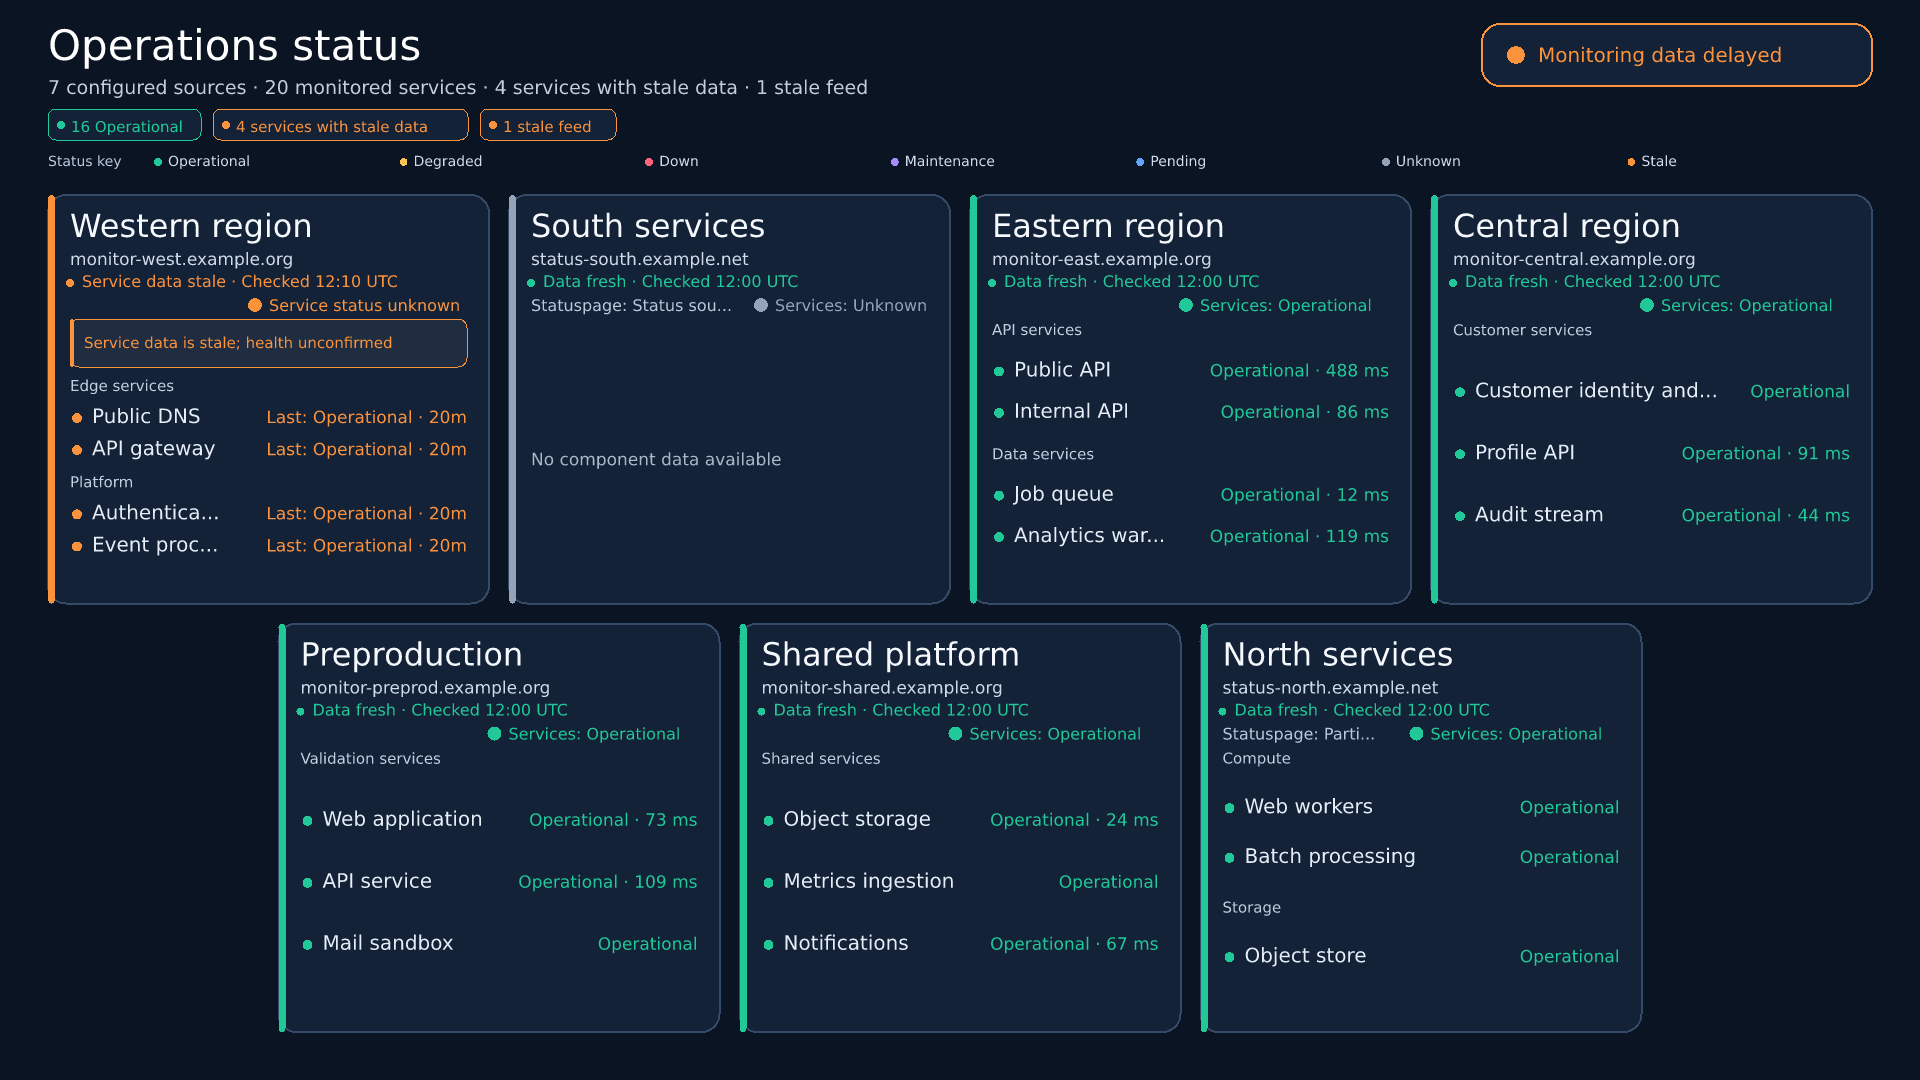 Operations status
Monitoring data delayed
7 configured sources · 20 monitored services · 4 services with stale data · 1 stale feed
16 Operational
4 services with stale data
1 stale feed
Status key
Operational
Degraded
Down
Maintenance
Pending
Unknown
Stale
Western region
monitor-west.example.org
Service data stale · Checked 12:10 UTC
Service status unknown
Service data is stale; health unconfirmed
Edge services
Public DNS Last: Operational · 20m
API gateway Last: Operational · 20m
Platform
Authentica... Last: Operational · 20m
Event proc... Last: Operational · 20m
South services
status-south.example.net
Data fresh · Checked 12:00 UTC
Statuspage: Status sou... Services: Unknown
No component data available
Eastern region
monitor-east.example.org
Data fresh · Checked 12:00 UTC
Services: Operational
API services
Public API Operational · 488 ms
Internal API Operational · 86 ms
Data services
Job queue Operational · 12 ms
Analytics war... Operational · 119 ms
Central region
monitor-central.example.org
Data fresh · Checked 12:00 UTC
Services: Operational
Customer services
Customer identity and... Operational
Profile API Operational · 91 ms
Audit stream Operational · 44 ms
Preproduction
monitor-preprod.example.org
Data fresh · Checked 12:00 UTC
Services: Operational
Validation services
Web application Operational · 73 ms
API service Operational · 109 ms
Mail sandbox Operational
Shared platform
monitor-shared.example.org
Data fresh · Checked 12:00 UTC
Services: Operational
Shared services
Object storage Operational · 24 ms
Metrics ingestion Operational
Notifications Operational · 67 ms
North services
status-north.example.net
Data fresh · Checked 12:00 UTC
Statuspage: Parti... Services: Operational
Compute
Web workers Operational
Batch processing Operational
Storage
Object store Operational